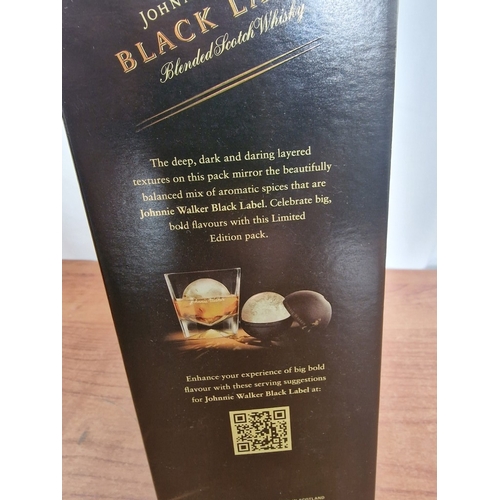 JOHN
BLACK LA
Blended Scotch Whisky
The deep, dark and daring layered
textures on this pack mirror the beautifully
balanced mix of aromatic spices that are
Johnnie Walker Black Label. Celebrate big,
bold flavours with this Limited
Edition pack.
Enhance your experience of big bold
flavour with these serving suggestions
for Johnnie Walker Black Label at: